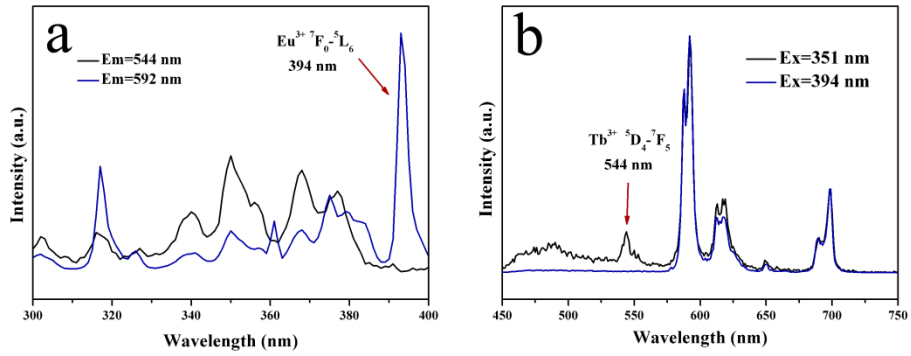 a
Em=544 nm
Em=592 nm
Eu³⁺ ⁷F₀-⁵L₆
394 nm
Intensity (a.u.)
300 320 340 360 380 400
Wavelength (nm)
b
Ex=351 nm
Ex=394 nm
Tb³⁺ ⁵D₄-⁷F₅
544 nm
Intensity (a.u.)
450 500 550 600 650 700 750
Wavelength (nm)